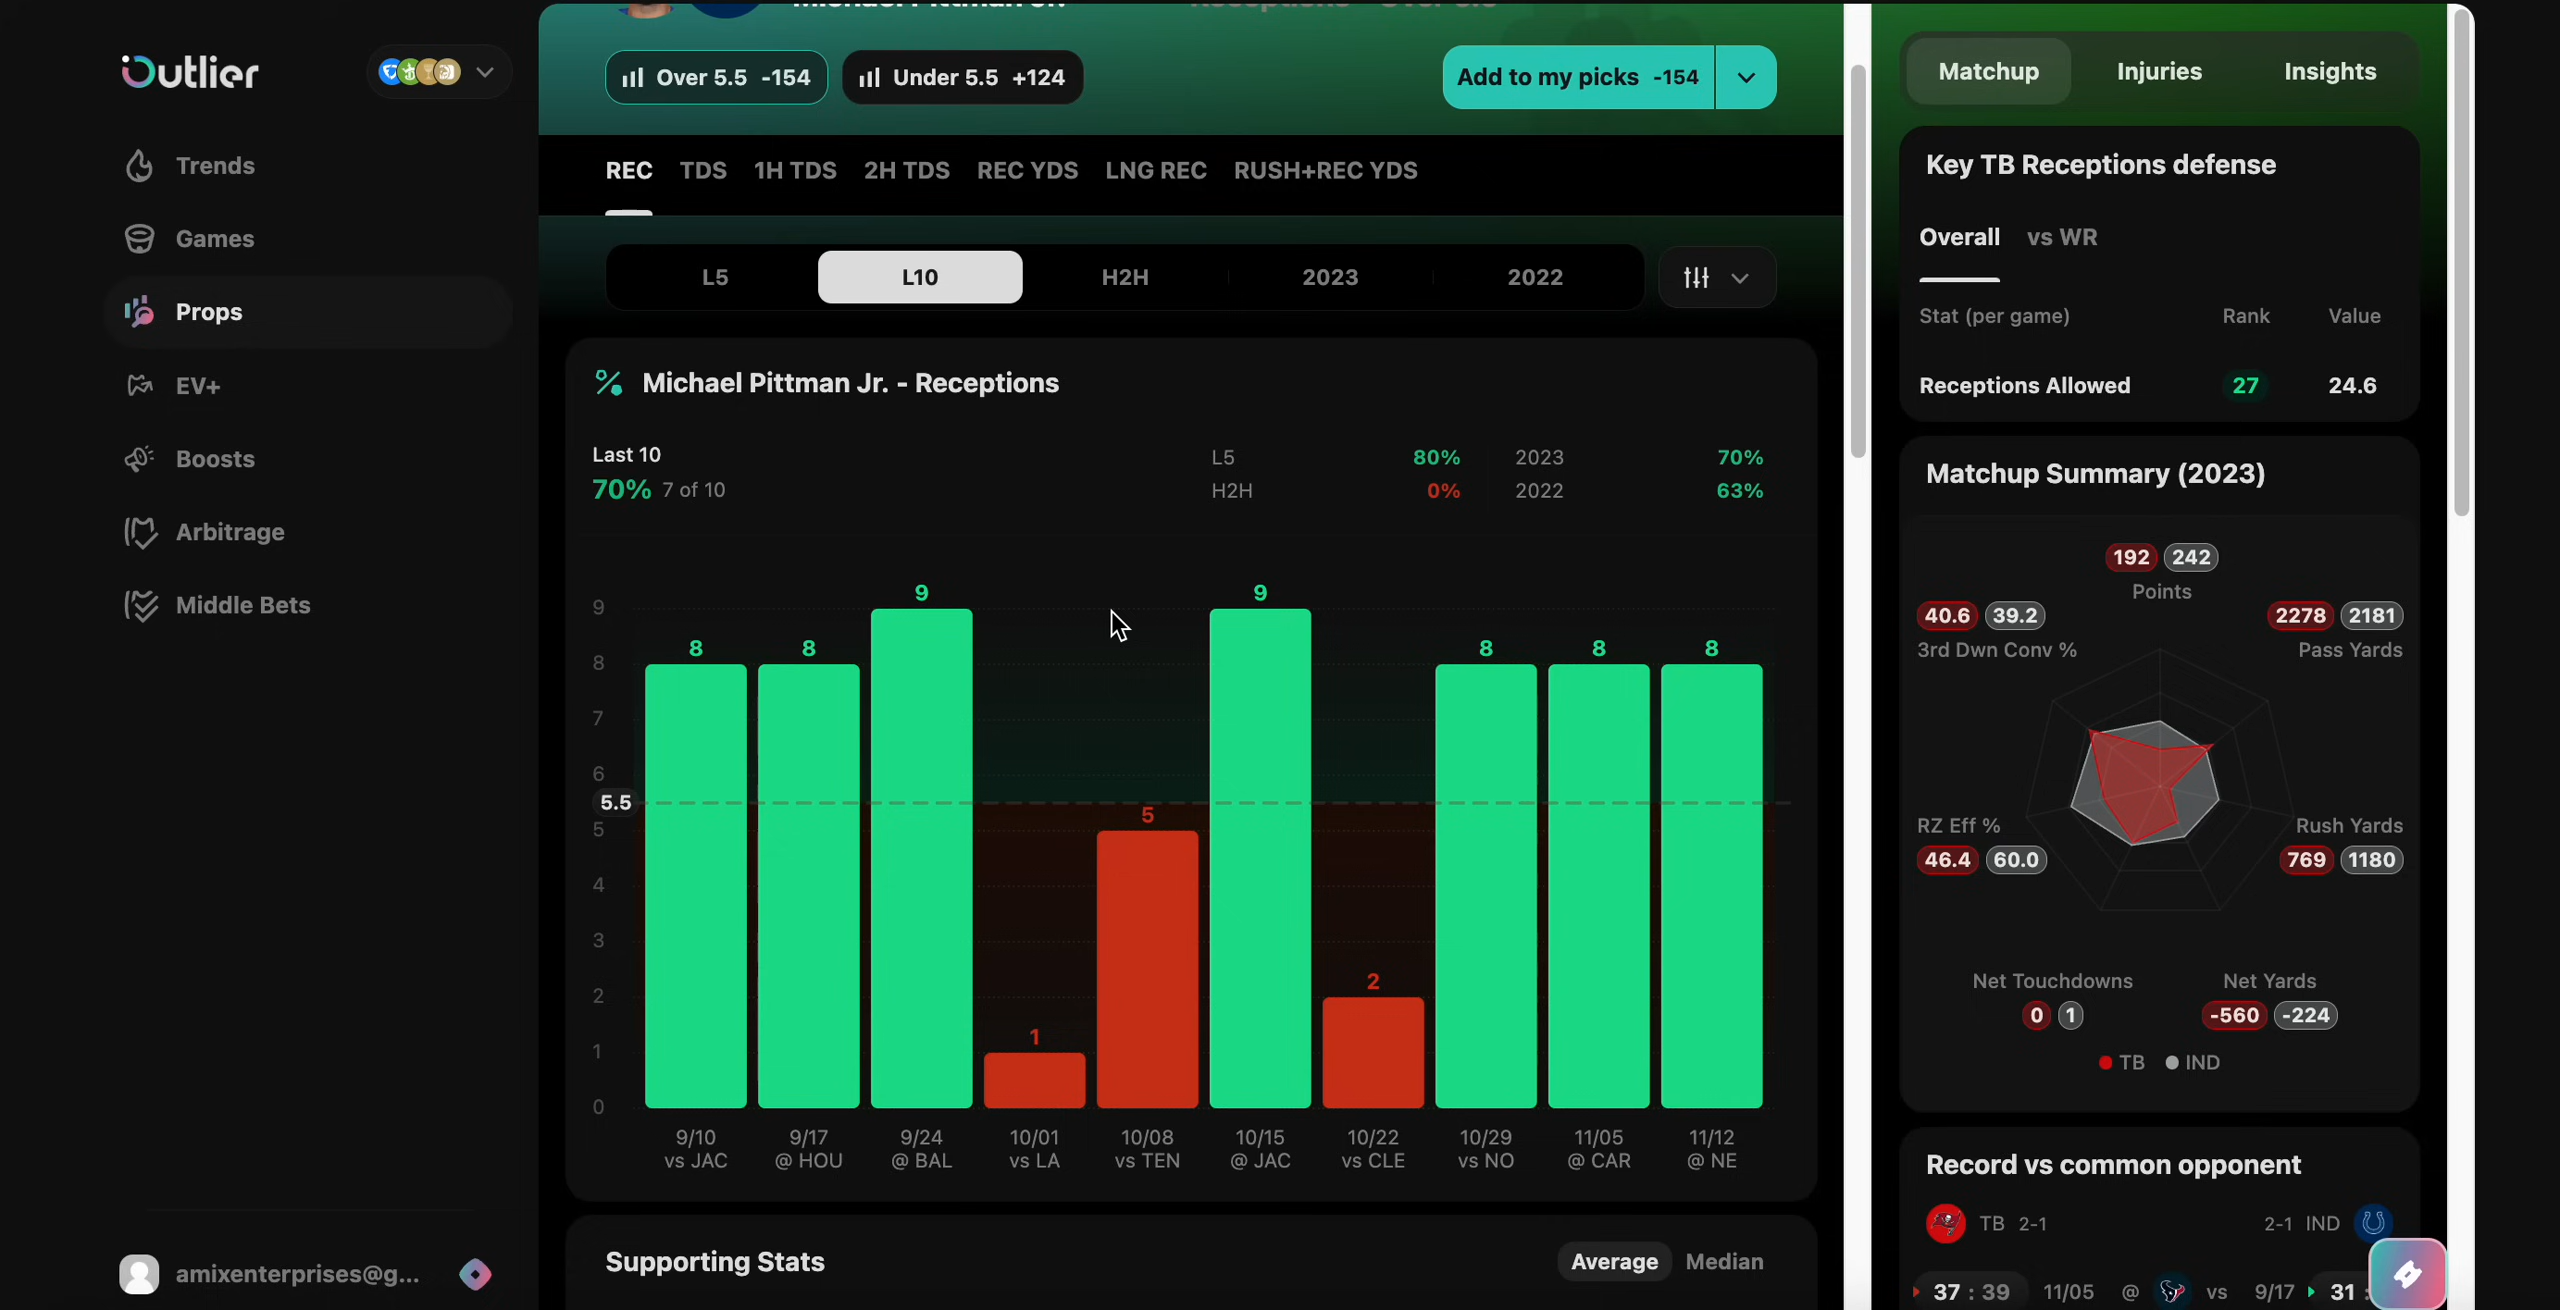 Outlier
Trends
Games
Props
EV+
Boosts
Arbitrage
Middle Bets
amixenterprises@g...
Michael Pittman Jr.
Receptions - Over 5.5
Over 5.5 -154
Under 5.5 +124
Add to my picks -154
REC TDS 1H TDS 2H TDS REC YDS LNG REC RUSH+REC YDS
L5 L10 H2H 2023 2022
Michael Pittman Jr. - Receptions
Last 10
70% 7 of 10
L5 80% 2023 70%
H2H 0% 2022 63%
9
8
7
6
5.5
5
4
3
2
1
0
8 8 9 1 5 9 2 8 8 8
9/10 9/17 9/24 10/01 10/08 10/15 10/22 10/29 11/05 11/12
vs JAC @ HOU @ BAL vs LA vs TEN @ JAC vs CLE vs NO @ CAR @ NE
Supporting Stats
Average Median
Matchup Injuries Insights
Key TB Receptions defense
Overall vs WR
Stat (per game) Rank Value
Receptions Allowed 27 24.6
Matchup Summary (2023)
192 242
Points
40.6 39.2
3rd Dwn Conv %
2278 2181
Pass Yards
RZ Eff %
46.4 60.0
Rush Yards
769 1180
Net Touchdowns
0 1
Net Yards
-560 -224
TB IND
Record vs common opponent
TB 2-1 2-1 IND
37 : 39 11/05 @ vs 9/17 31 :